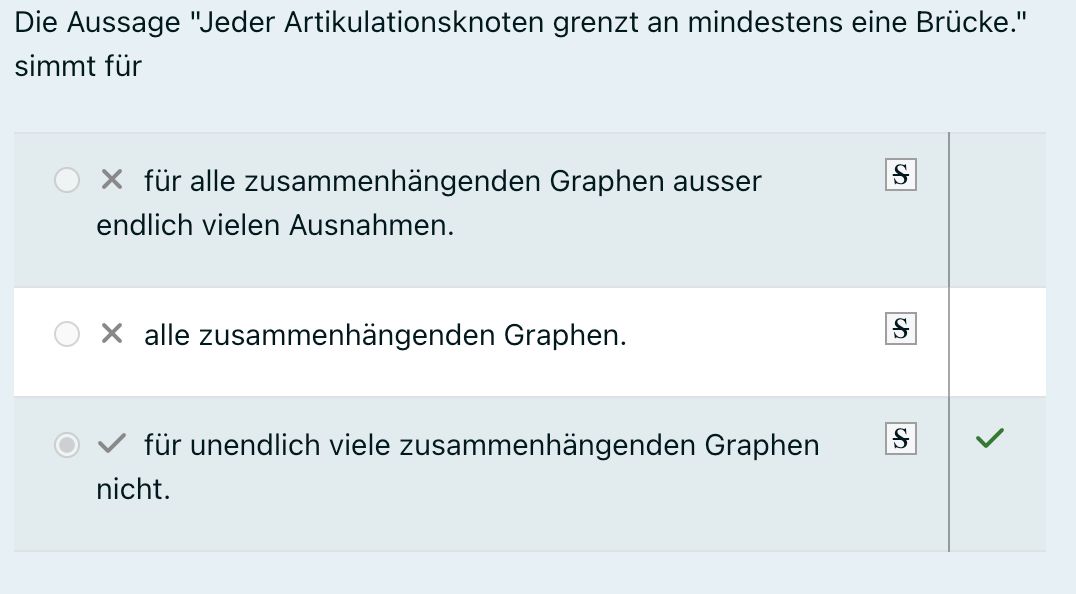 Die Aussage "Jeder Artikulationsknoten grenzt an mindestens eine Brücke."
simmt für
für alle zusammenhängenden Graphen ausser
endlich vielen Ausnahmen.
S
alle zusammenhängenden Graphen.
S
für unendlich viele zusammenhängenden Graphen
nicht.
S